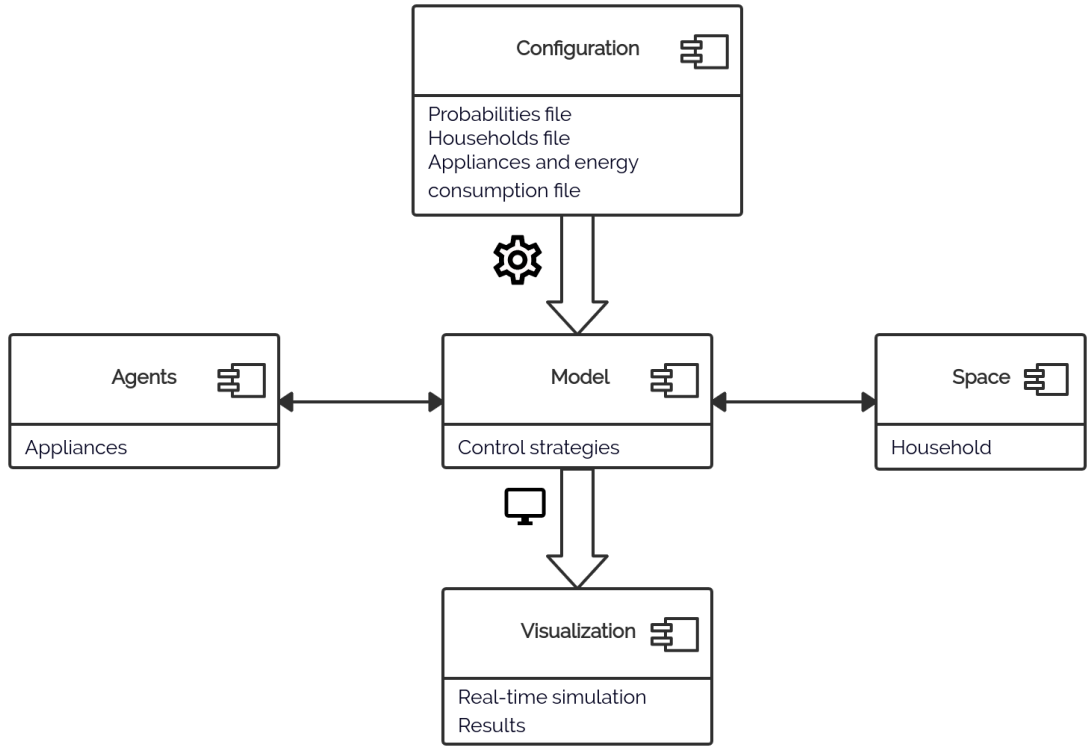 Configuration
Probabilities file
Households file
Appliances and energy
consumption file
Agents
Appliances
Model
Control strategies
Space
Household
Visualization
Real-time simulation
Results